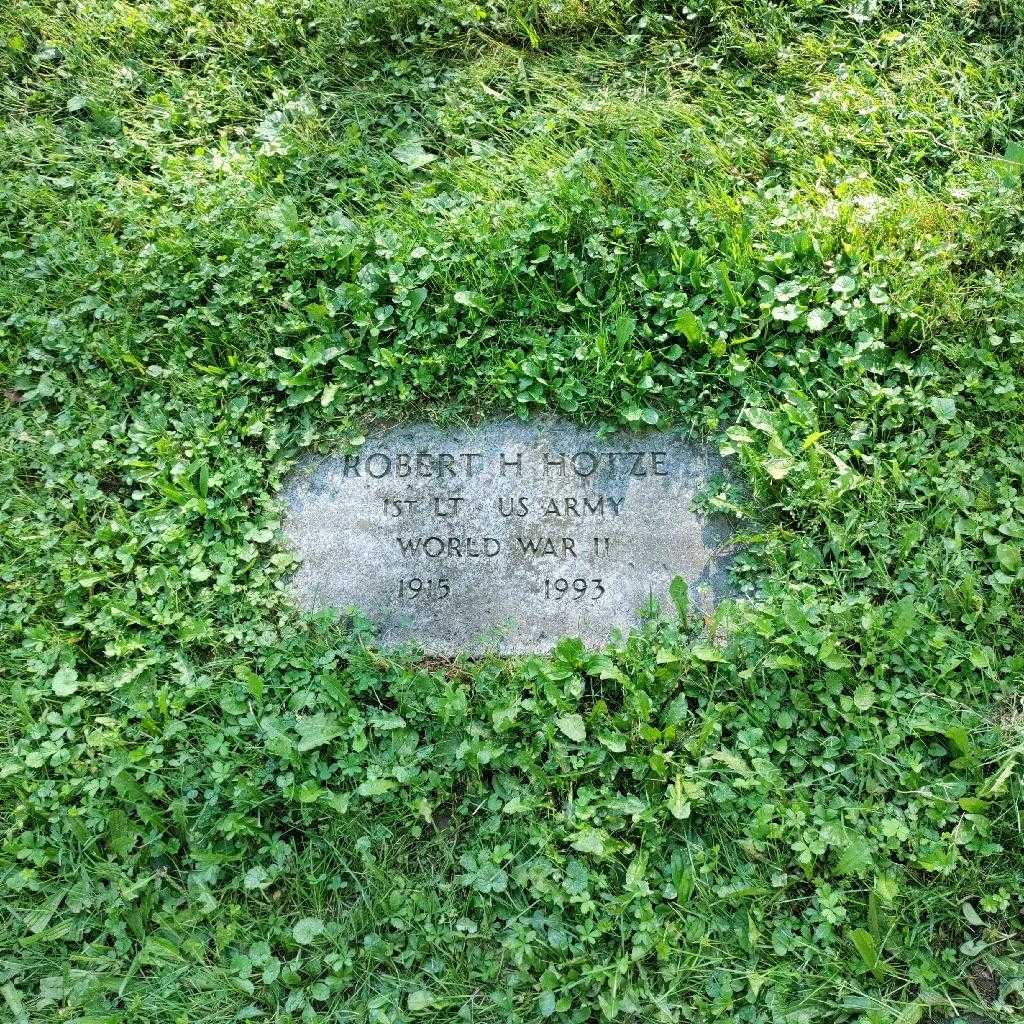 ROBERT H HOTZE
1ST LT US ARMY
WORLD WAR II
1915 1993